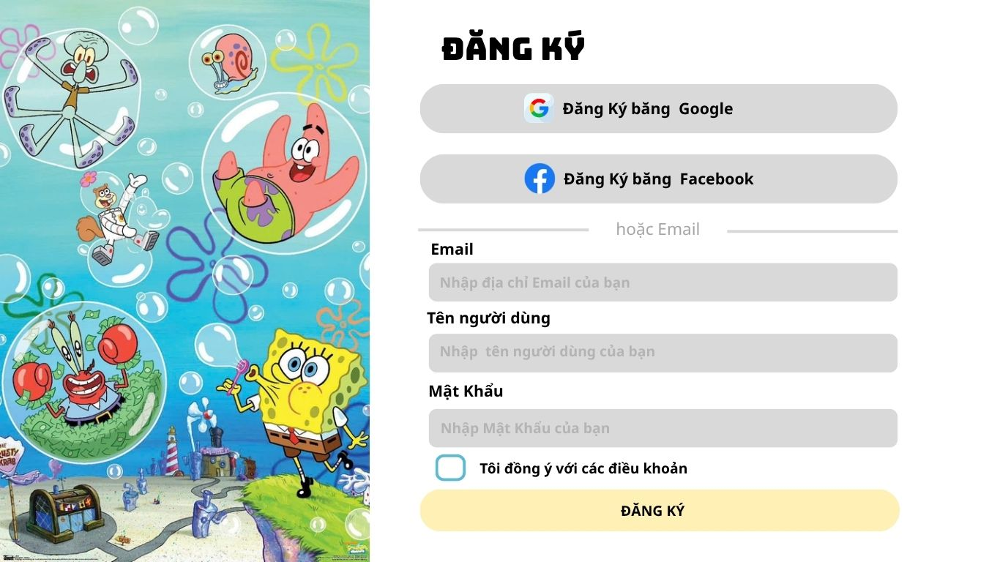 ĐĂNG KÝ
Đăng Ký băng Google
Đăng Ký băng Facebook
hoặc Email
Email
Nhập địa chỉ Email của bạn
Tên người dùng
Nhập tên người dùng của bạn
Mật Khẩu
Nhập Mật Khẩu của bạn
Tôi đồng ý với các điều khoản
ĐĂNG KÝ
THE
RUSTY
KRAB